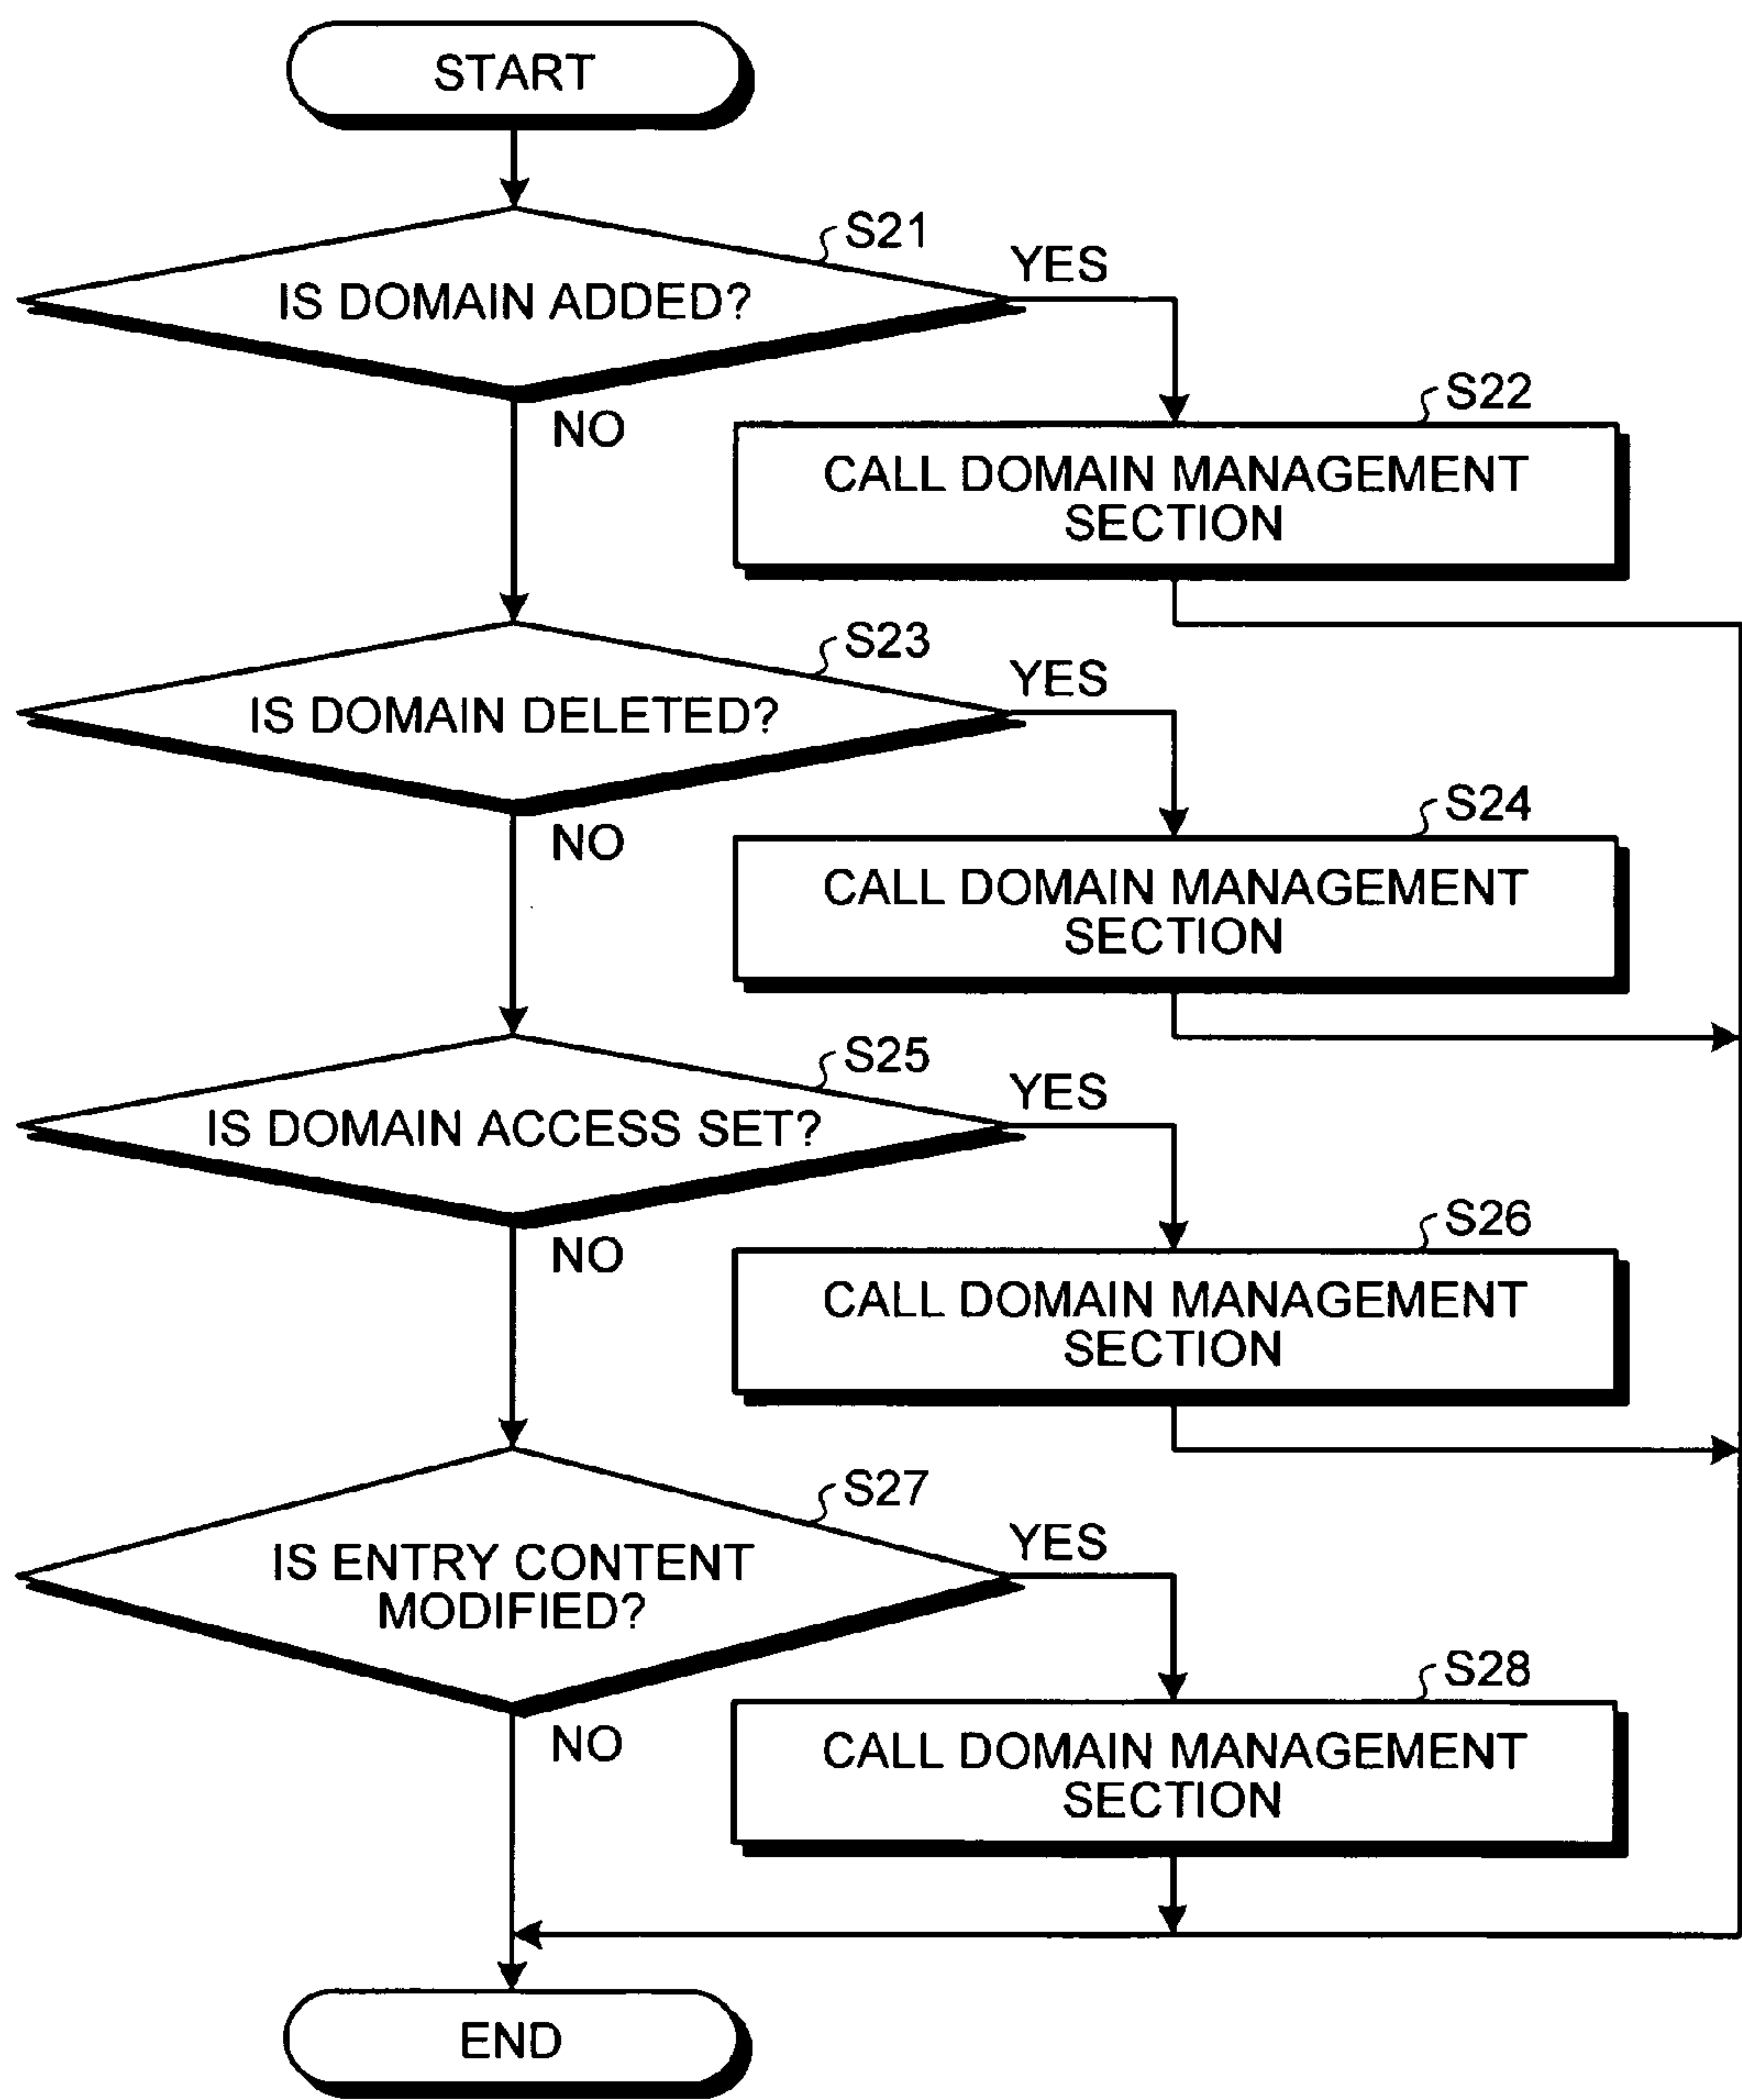 START
S21
YES
IS DOMAIN ADDED?
NO
S22
CALL DOMAIN MANAGEMENT
SECTION
S23
YES
IS DOMAIN DELETED?
NO
S24
CALL DOMAIN MANAGEMENT
SECTION
S25
YES
IS DOMAIN ACCESS SET?
NO
S26
CALL DOMAIN MANAGEMENT
SECTION
S27
YES
IS ENTRY CONTENT
MODIFIED?
NO
S28
CALL DOMAIN MANAGEMENT
SECTION
END